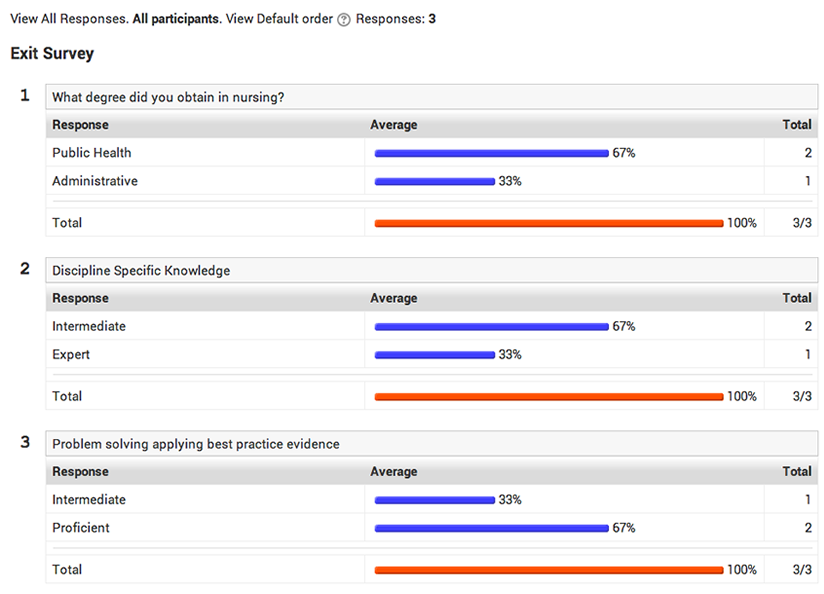 View All Responses. All participants. View Default order ? Responses: 3
Exit Survey
1 What degree did you obtain in nursing?
Response Average Total
Public Health 67% 2
Administrative 33% 1
Total 100% 3/3
2 Discipline Specific Knowledge
Response Average Total
Intermediate 67% 2
Expert 33% 1
Total 100% 3/3
3 Problem solving applying best practice evidence
Response Average Total
Intermediate 33% 1
Proficient 67% 2
Total 100% 3/3